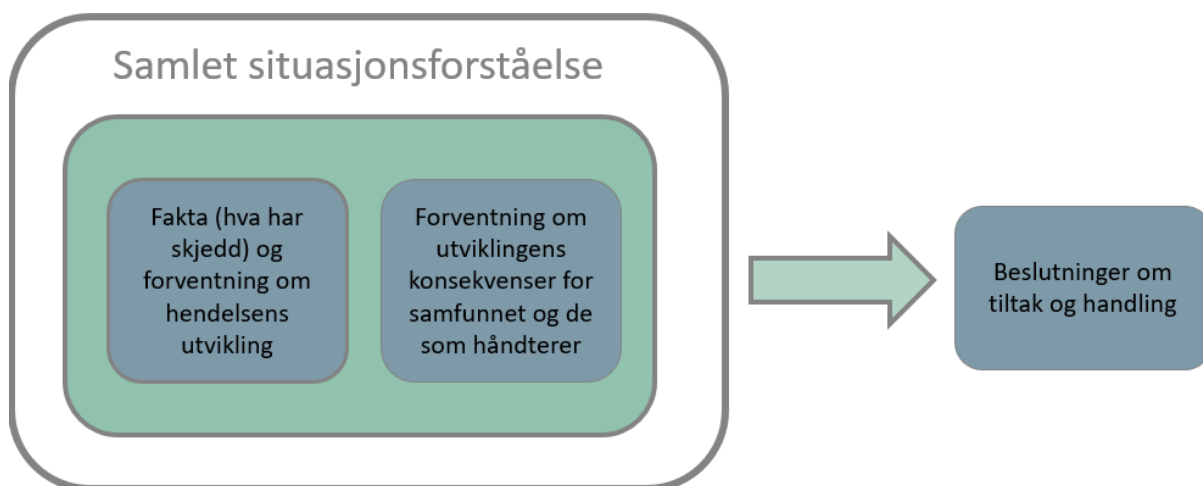 Samlet situasjonsforståelse
Fakta (hva har
skjedd) og
forventning om
hendelsens
utvikling
Forventning om
utviklingens
konsekvenser for
samfunnet og de
som håndterer
Beslutninger om
tiltak og handling